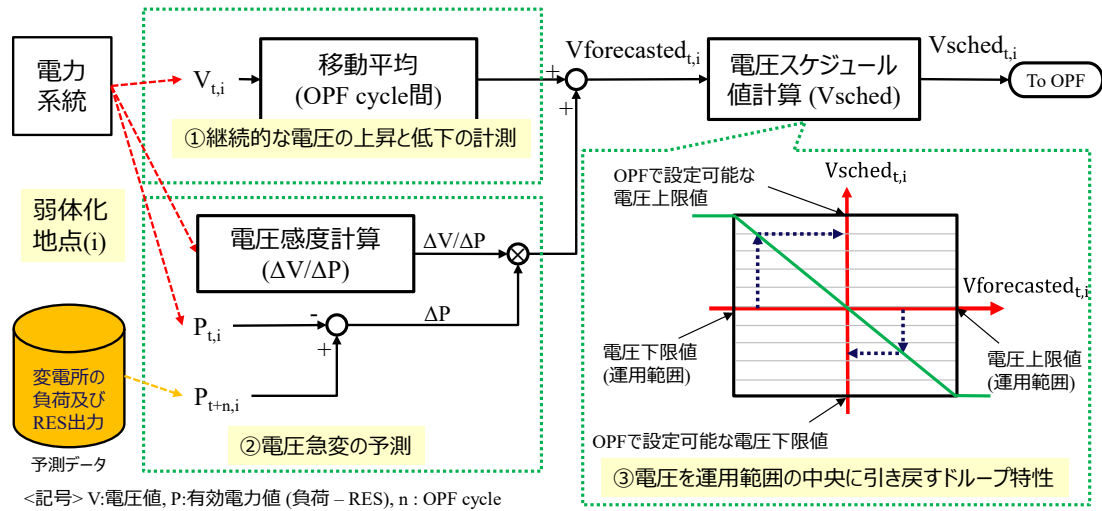 電力
系統
V_{t,i}
移動平均
(OPF cycle間)
①継続的な電圧の上昇と低下の計測
+
+
Vforecasted_{t,i}
電圧スケジュール
値計算 (Vsched)
Vsched_{t,i}
To OPF
弱体化
地点(i)
電圧感度計算
(ΔV/ΔP)
ΔV/ΔP
P_{t,i}
-
+
ΔP
P_{t+n,i}
②電圧急変の予測
変電所の
負荷及び
RES出力
予測データ
OPFで設定可能な
電圧上限値
Vsched_{t,i}
Vforecasted_{t,i}
電圧下限値
(運用範囲)
電圧上限値
(運用範囲)
OPFで設定可能な電圧下限値
③電圧を運用範囲の中央に引き戻すドループ特性
<記号> V:電圧値, P:有効電力値 (負荷 – RES), n : OPF cycle